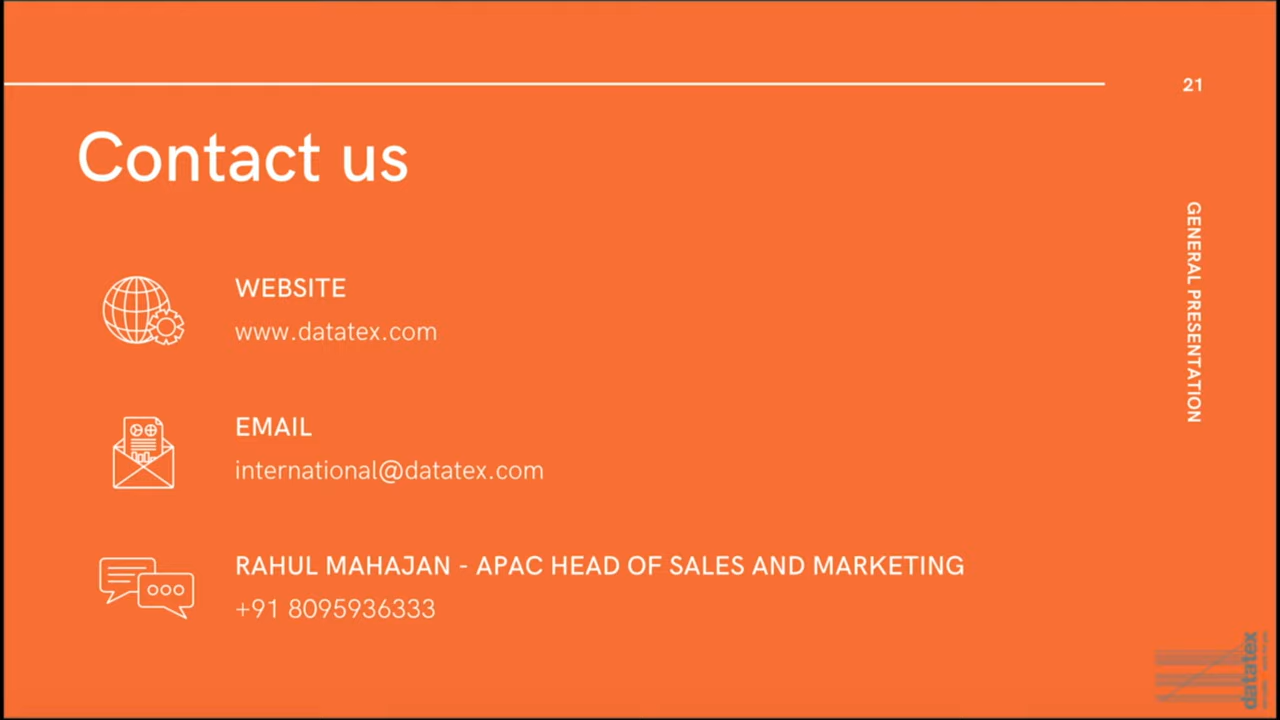 21
Contact us
GENERAL PRESENTATION
WEBSITE
www.datatex.com
EMAIL
international@datatex.com
RAHUL MAHAJAN - APAC HEAD OF SALES AND MARKETING
+91 8095936333
datatex